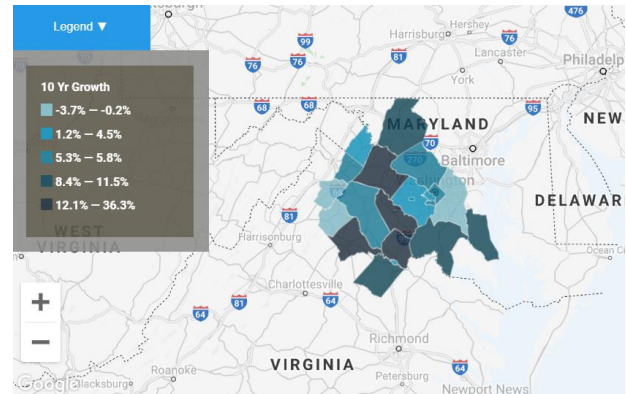 Legend ▼
10 Yr Growth
-3.7% — -0.2%
1.2% — 4.5%
5.3% — 5.8%
8.4% — 11.5%
12.1% — 36.3%
476
Hershey
Harrisburg
99
76
76
76
81
Lancaster
Philadelp
York
68
68
95
MARYLAND
NEW
70
270
Baltimore
DELAWAR
81
WEST
VIRGINIA
Harrisonburg
Ocean C
Charlottesville
64
81
64
64
Richmond
VIRGINIA
Roanoke
Petersburg
64
Newport News
Google
lacksburg
+
−